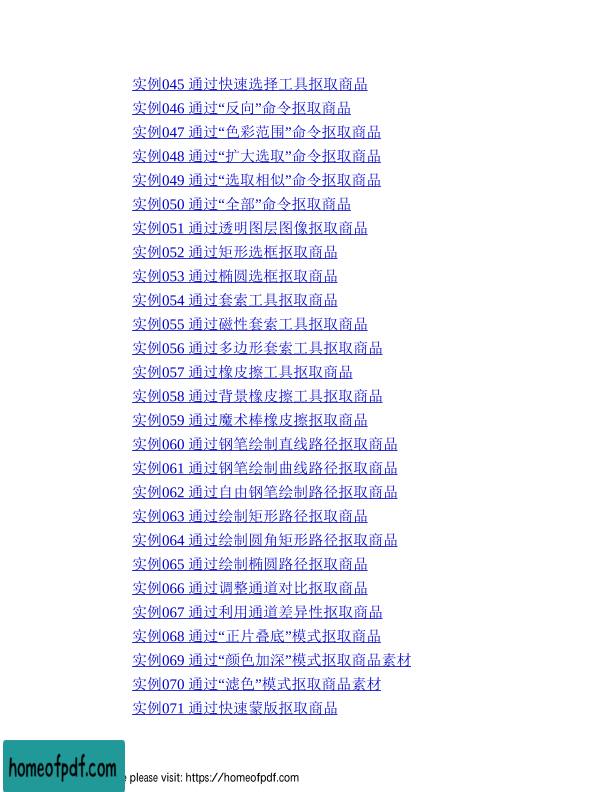 实例045 通过快速选择工具抠取商品
实例046 通过“反向”命令抠取商品
实例047 通过“色彩范围”命令抠取商品
实例048 通过“扩大选取”命令抠取商品
实例049 通过“选取相似”命令抠取商品
实例050 通过“全部”命令抠取商品
实例051 通过透明图层图像抠取商品
实例052 通过矩形选框抠取商品
实例053 通过椭圆选框抠取商品
实例054 通过套索工具抠取商品
实例055 通过磁性套索工具抠取商品
实例056 通过多边形套索工具抠取商品
实例057 通过橡皮擦工具抠取商品
实例058 通过背景橡皮擦工具抠取商品
实例059 通过魔术棒橡皮擦抠取商品
实例060 通过钢笔绘制直线路径抠取商品
实例061 通过钢笔绘制曲线路径抠取商品
实例062 通过自由钢笔绘制路径抠取商品
实例063 通过绘制矩形路径抠取商品
实例064 通过绘制圆角矩形路径抠取商品
实例065 通过绘制椭圆路径抠取商品
实例066 通过调整通道对比抠取商品
实例067 通过利用通道差异性抠取商品
实例068 通过“正片叠底”模式抠取商品
实例069 通过“颜色加深”模式抠取商品素材
实例070 通过“滤色”模式抠取商品素材
实例071 通过快速蒙版抠取商品
homeofpdf.com please visit: https://homeofpdf.com